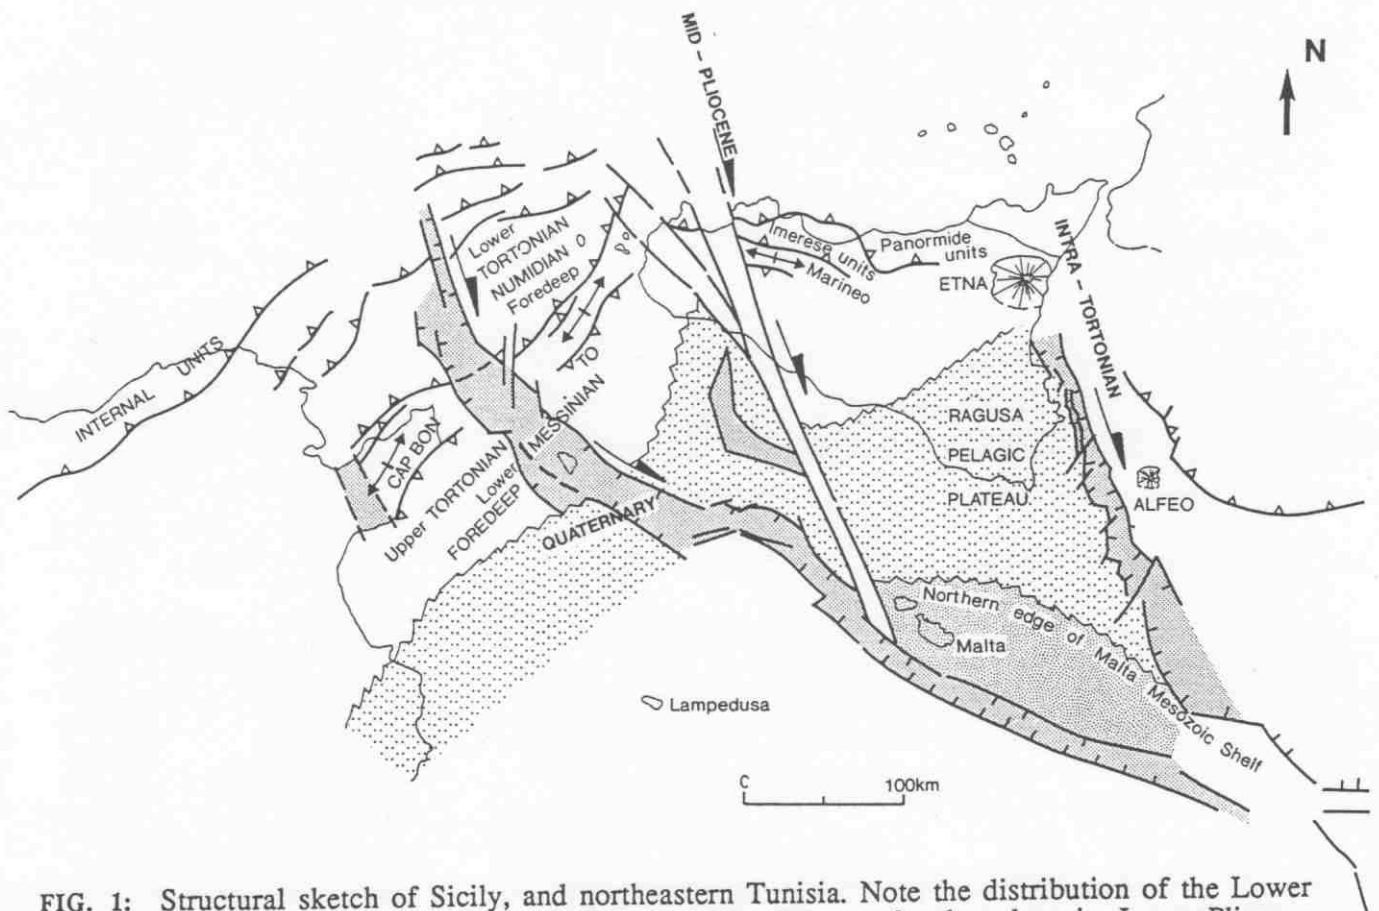 MID - PLIOCENE
N
Lower
TORTONIAN
NUMIDIAN
Foredeep
Imerese units
Panormide
units
Marineo
ETNA
INTRA - TORTONIAN
INTERNAL UNITS
CAP BON
TO
MESSINIAN
Lower
Upper TORTONIAN
FOREDEEP
QUATERNARY
RAGUSA
PELAGIC
PLATEAU
ALFEO
Northern edge of Malta Mesozoic Shelf
Malta
Lampedusa
100km
FIG. 1: Structural sketch of Sicily, and northeastern Tunisia. Note the distribution of the Lower